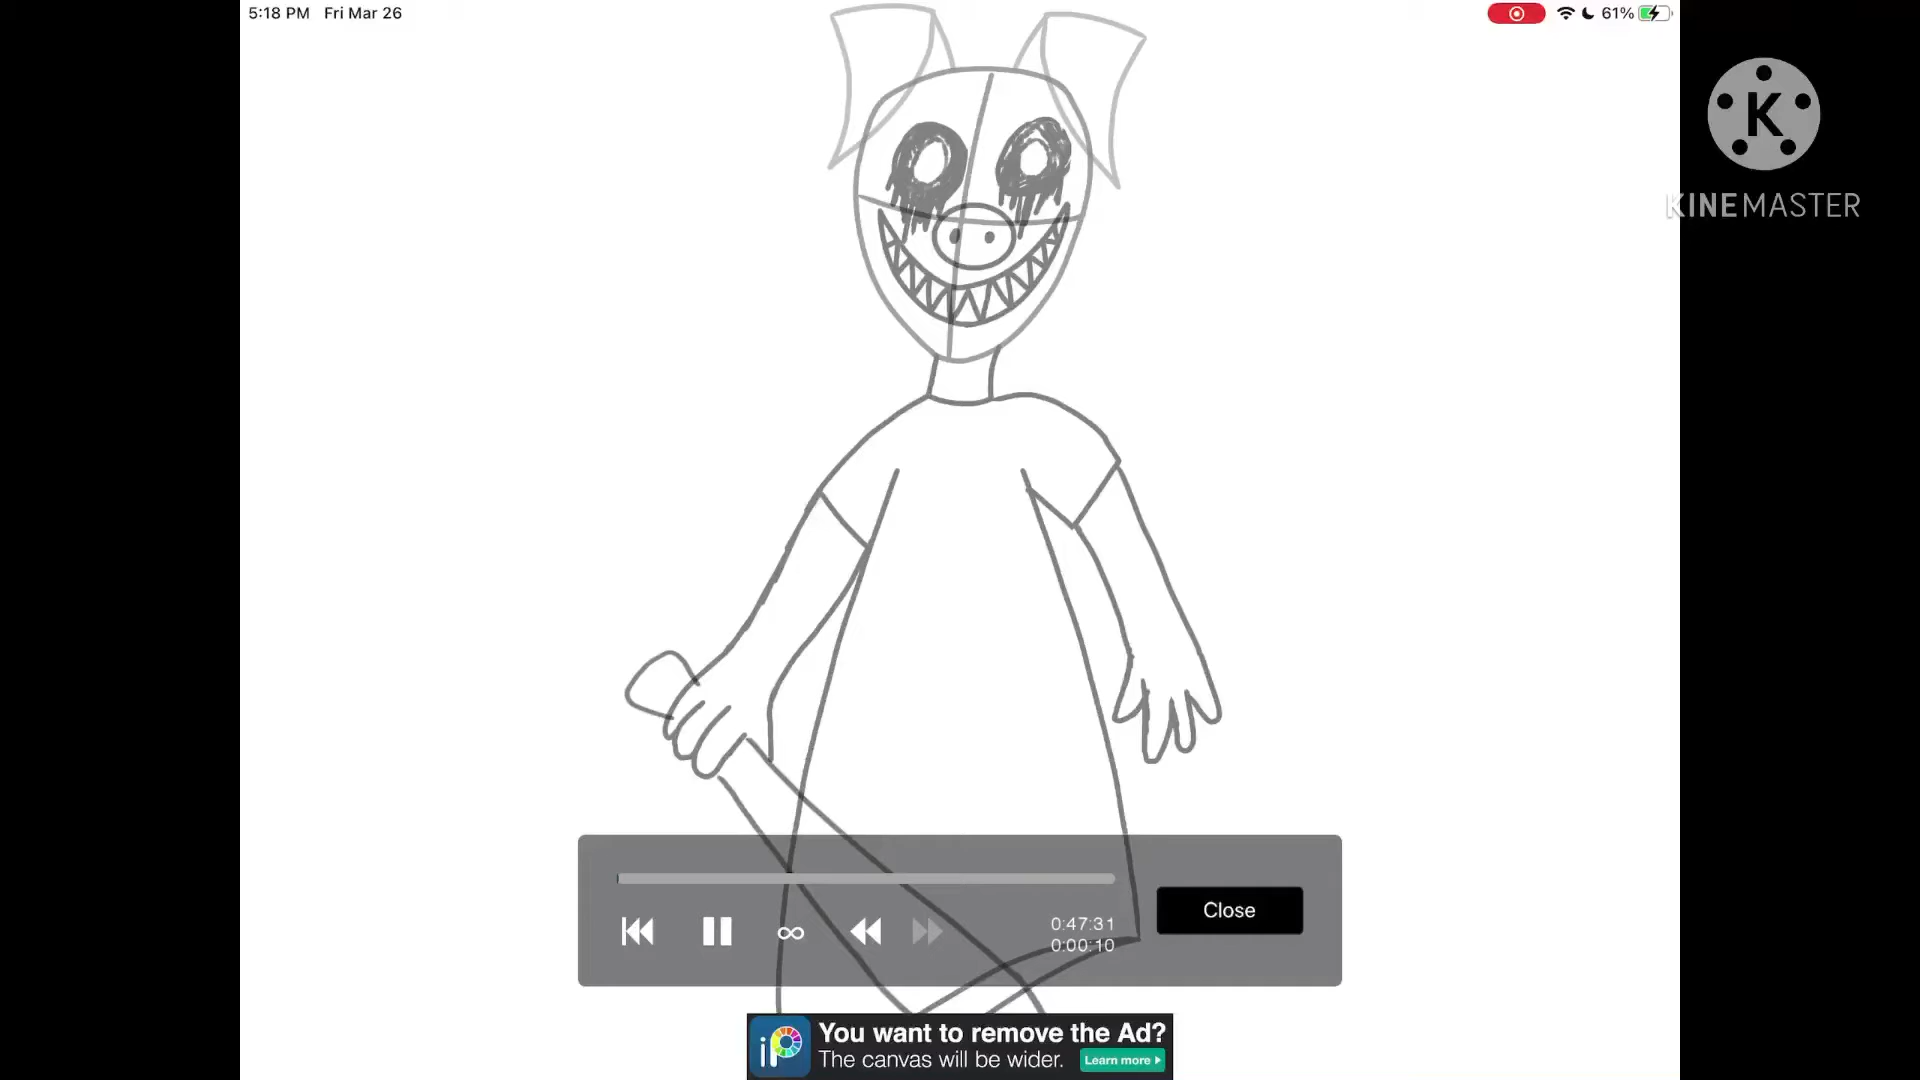 5:18 PM Fri Mar 26
61%
K
KINEMASTER
0:47:31
0:00:10
Close
iP
You want to remove the Ad?
The canvas will be wider.
Learn more